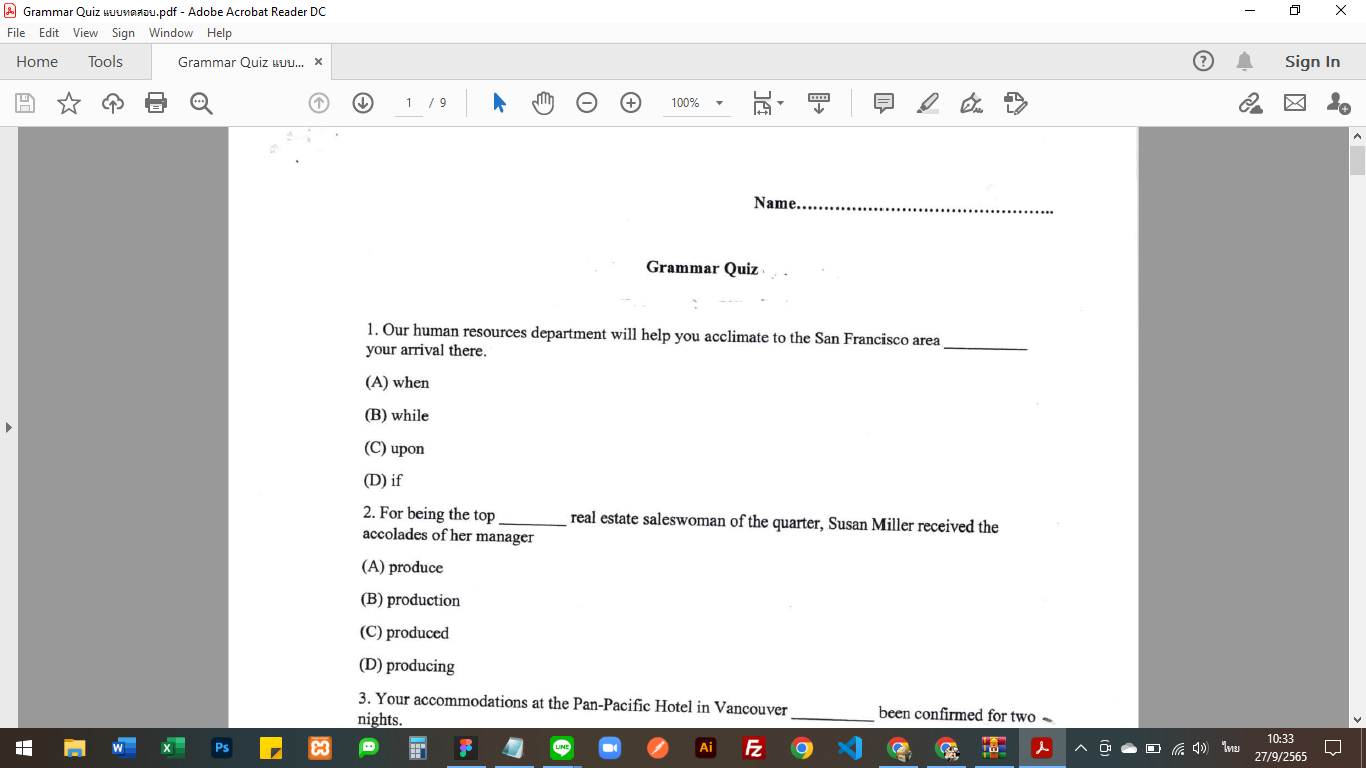 Grammar Quiz แบบทดสอบ.pdf - Adobe Acrobat Reader DC
File Edit View Sign Window Help
Home Tools Grammar Quiz แบบ... × Sign In
1 / 9 100%
Name..................................................
Grammar Quiz
1. Our human resources department will help you acclimate to the San Francisco area __________
your arrival there.
(A) when
(B) while
(C) upon
(D) if
2. For being the top ________ real estate saleswoman of the quarter, Susan Miller received the
accolades of her manager
(A) produce
(B) production
(C) produced
(D) producing
3. Your accommodations at the Pan-Pacific Hotel in Vancouver __________ been confirmed for two
nights.
ไทย 10:33
27/9/2565